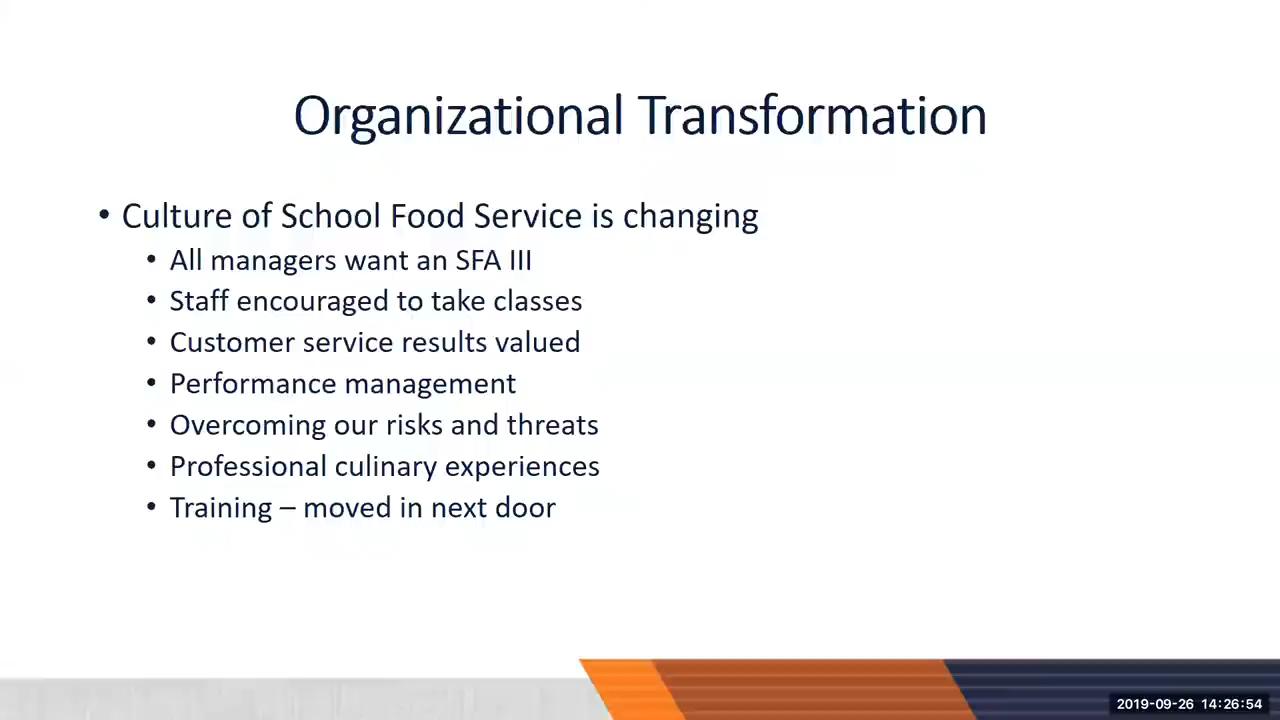 Organizational Transformation
• Culture of School Food Service is changing
• All managers want an SFA III
• Staff encouraged to take classes
• Customer service results valued
• Performance management
• Overcoming our risks and threats
• Professional culinary experiences
• Training – moved in next door
2019-09-26 14:26:54